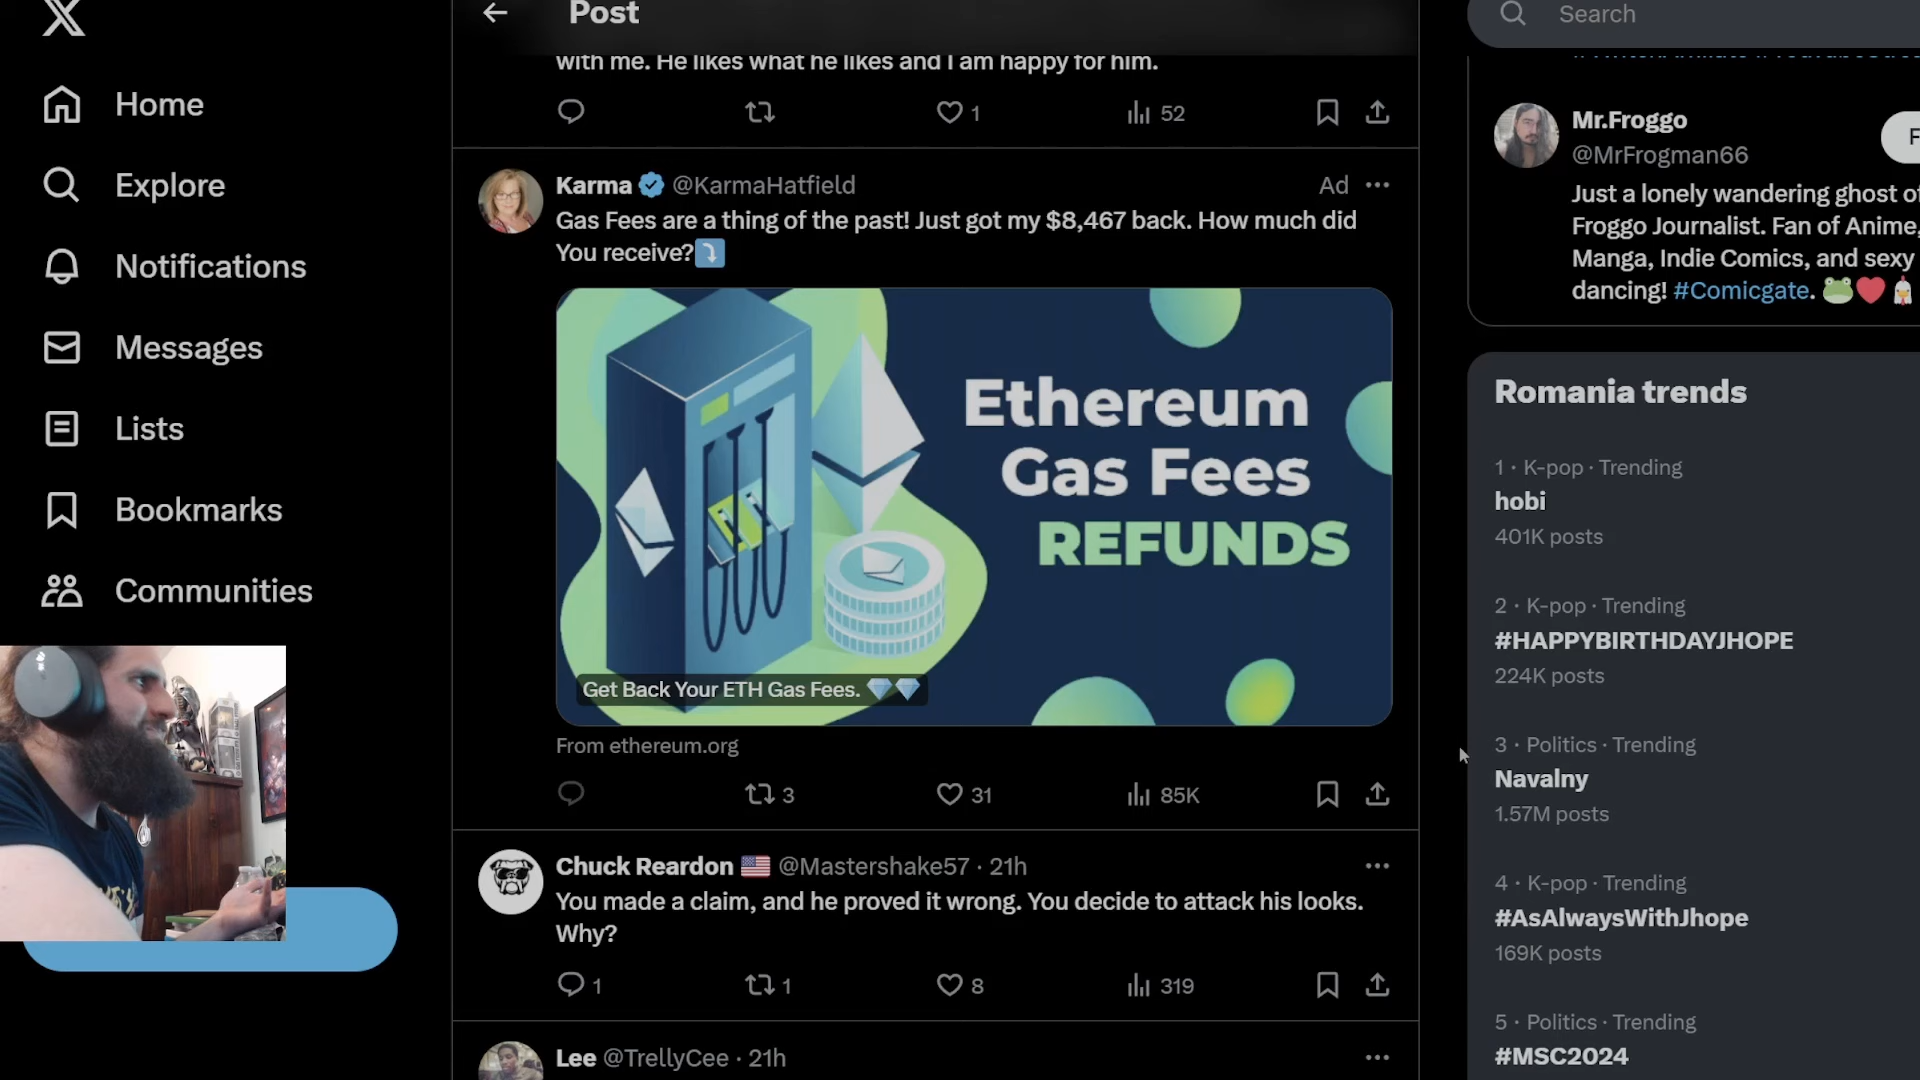 Post
Search
with me. He likes what he likes and I am happy for him.
1
52
Home
Explore
Notifications
Messages
Lists
Bookmarks
Communities
Karma @KarmaHatfield
Ad
Gas Fees are a thing of the past! Just got my $8,467 back. How much did
You receive?⤵️
Ethereum
Gas Fees
REFUNDS
Get Back Your ETH Gas Fees. 💎💎
From ethereum.org
3
31
85K
Chuck Reardon 🇺🇸 @Mastershake57 · 21h
You made a claim, and he proved it wrong. You decide to attack his looks.
Why?
1
1
8
319
Lee @TrellyCee · 21h
Mr.Froggo
F
@MrFrogman66
Just a lonely wandering ghost of
Froggo Journalist. Fan of Anime,
Manga, Indie Comics, and sexy
dancing! #Comicgate. 🐸❤️🐔
Romania trends
1 · K-pop · Trending
hobi
401K posts
2 · K-pop · Trending
#HAPPYBIRTHDAYJHOPE
224K posts
3 · Politics · Trending
Navalny
1.57M posts
4 · K-pop · Trending
#AsAlwaysWithJhope
169K posts
5 · Politics · Trending
#MSC2024